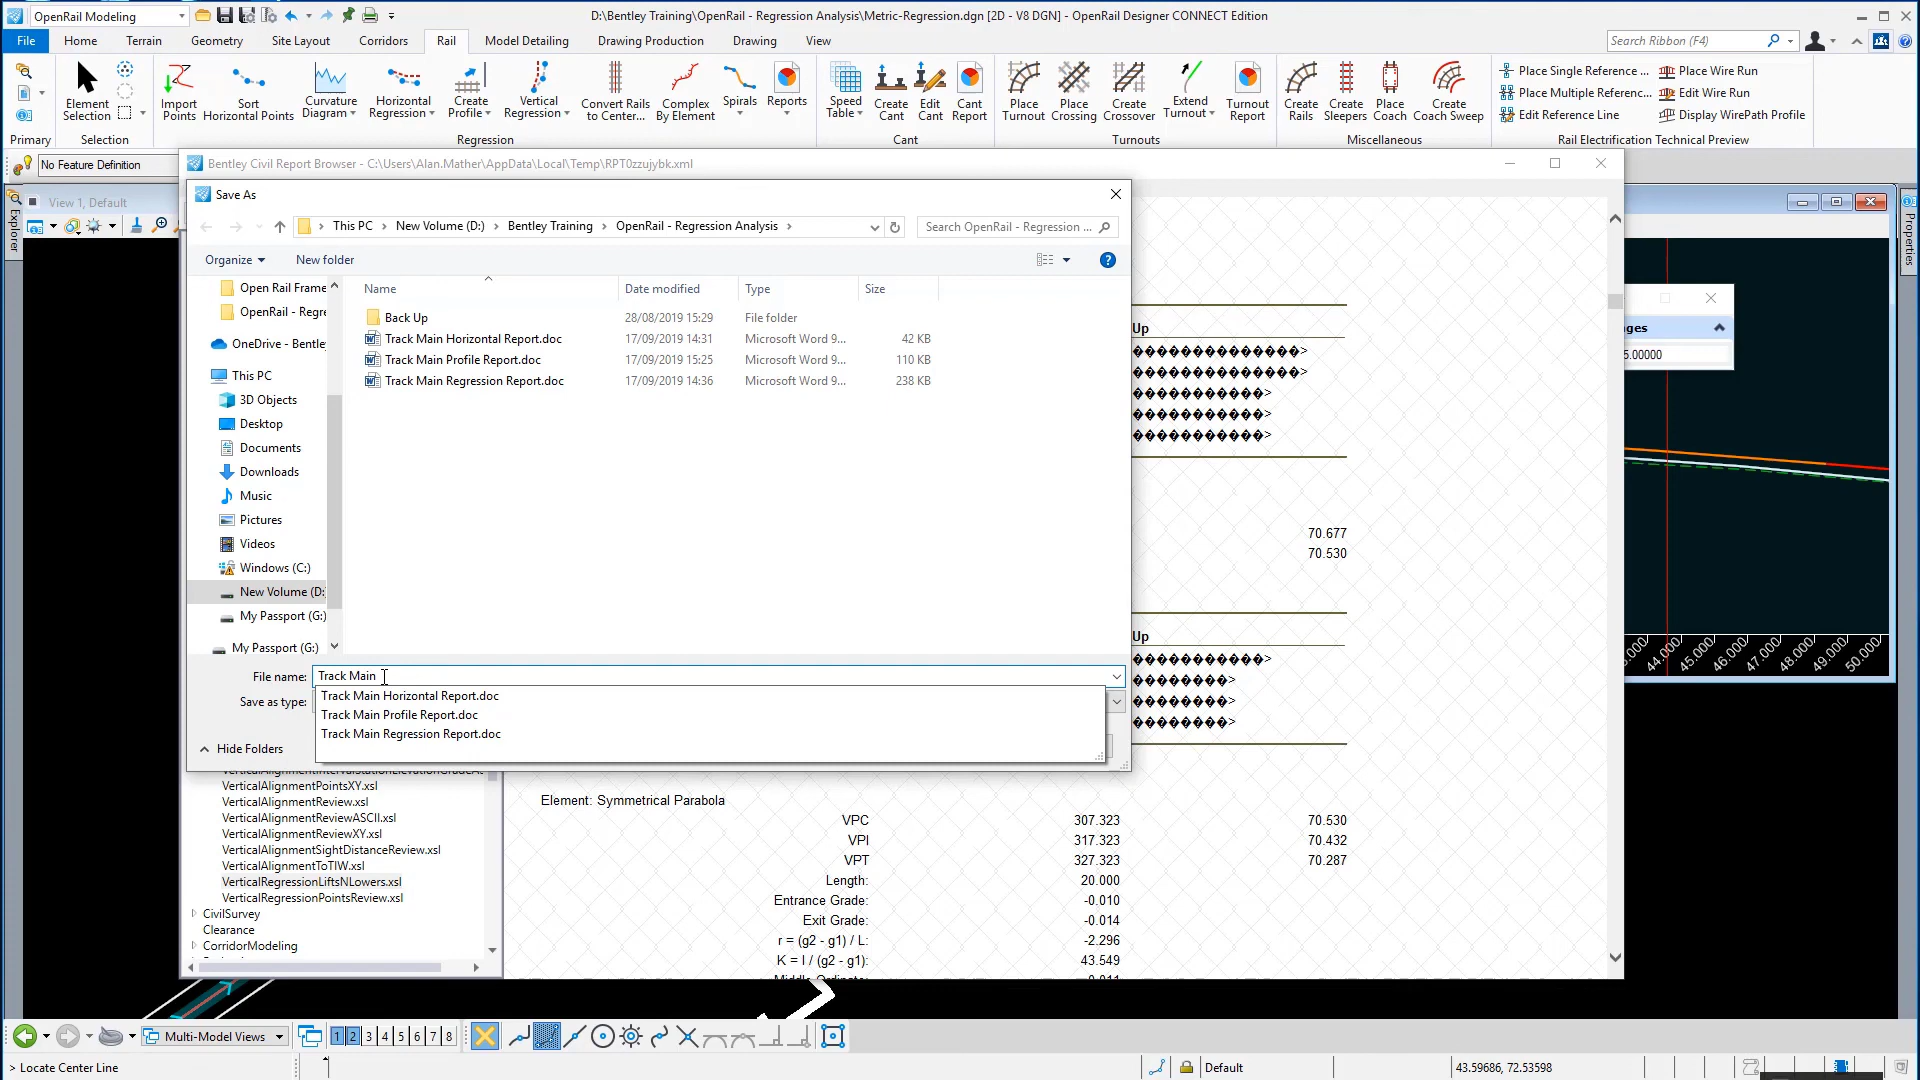 OpenRail Modeling
D:\Bentley Training\OpenRail - Regression Analysis\Metric-Regression.dgn [2D - V8 DGN] - OpenRail Designer CONNECT Edition
File
Home
Terrain
Geometry
Site Layout
Corridors
Rail
Model Detailing
Drawing Production
Drawing
View
Search Ribbon (F4)
Element Selection
Import Points
Sort Horizontal Points
Curvature Diagram
Horizontal Regression
Create Profile
Vertical Regression
Convert Rails to Center...
Complex By Element
Spirals
Reports
Speed Table
Create Cant
Edit Cant
Cant Report
Place Turnout
Place Crossing
Create Crossover
Extend Turnout
Turnout Report
Create Rails
Create Sleepers
Place Coach
Create Coach Sweep
Place Single Reference ...
Place Multiple Referenc...
Edit Reference Line
Place Wire Run
Edit Wire Run
Display WirePath Profile
Primary
Selection
Regression
Cant
Turnouts
Miscellaneous
Rail Electrification Technical Preview
No Feature Definition
Bentley Civil Report Browser - C:\Users\Alan.Mather\AppData\Local\Temp\RPT0zzujybk.xml
Explorer
View 1, Default
Properties
Save As
This PC > New Volume (D:) > Bentley Training > OpenRail - Regression Analysis >
Search OpenRail - Regression ...
Organize
New folder
Name Date modified Type Size
Back Up 28/08/2019 15:29 File folder
Track Main Horizontal Report.doc 17/09/2019 14:31 Microsoft Word 9... 42 KB
Track Main Profile Report.doc 17/09/2019 15:25 Microsoft Word 9... 110 KB
Track Main Regression Report.doc 17/09/2019 14:36 Microsoft Word 9... 238 KB
Open Rail Frame
OpenRail - Regre
OneDrive - Bentle
This PC
3D Objects
Desktop
Documents
Downloads
Music
Pictures
Videos
Windows (C:)
New Volume (D:
My Passport (G:)
My Passport (G:)
File name: Track Main
Save as type:
Track Main Horizontal Report.doc
Track Main Profile Report.doc
Track Main Regression Report.doc
Hide Folders
VerticalAlignmentPointsXY.xsl
VerticalAlignmentReview.xsl
VerticalAlignmentReviewASCII.xsl
VerticalAlignmentReviewXY.xsl
VerticalAlignmentSightDistanceReview.xsl
VerticalAlignmentToTIW.xsl
VerticalRegressionLiftsNLowers.xsl
VerticalRegressionPointsReview.xsl
CivilSurvey
Clearance
CorridorModeling
Up
����������������>
����������������>
�����������>
�����������>
�����������>
70.677
70.530
Up
�����������>
��������>
��������>
��������>
Element: Symmetrical Parabola
VPC 307.323 70.530
VPI 317.323 70.432
VPT 327.323 70.287
Length: 20.000
Entrance Grade: -0.010
Exit Grade: -0.014
r = (g2 - g1) / L: -2.296
K = l / (g2 - g1): 43.549
Middle Ordinate: -0.011
ges
5.00000
44.000 45.000 46.000 47.000 48.000 49.000 50.000
Multi-Model Views
1 2 3 4 5 6 7 8
> Locate Center Line
Default
43.59686, 72.53598